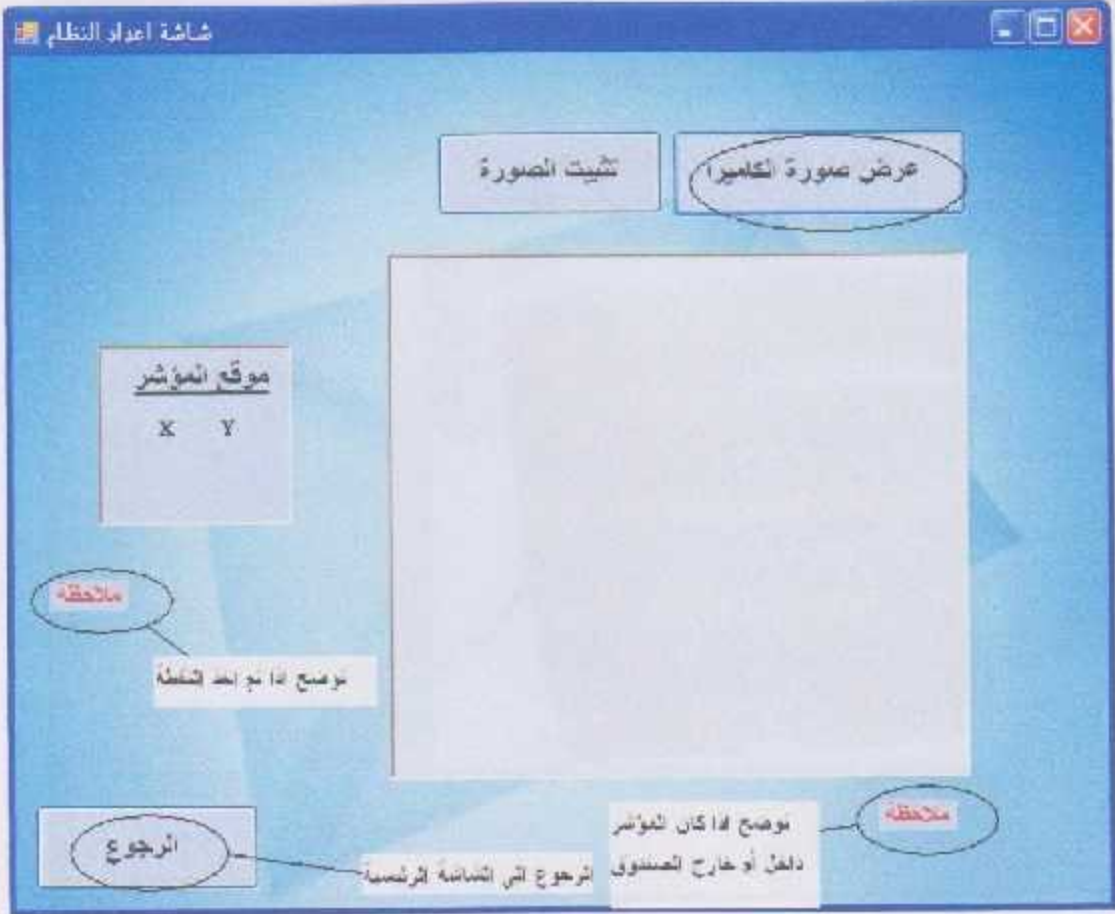 شاشة اعداد النظام
عرض صورة الكاميرا
تثبيت الصورة
موقع المؤشر
X Y
ملاحظه
توضح اذا تم اخذ النقطة
ملاحظه
توضح اذا كان المؤشر
داخل أو خارج الصندوق
الرجوع
الرجوع الى الشاشة الرئيسية